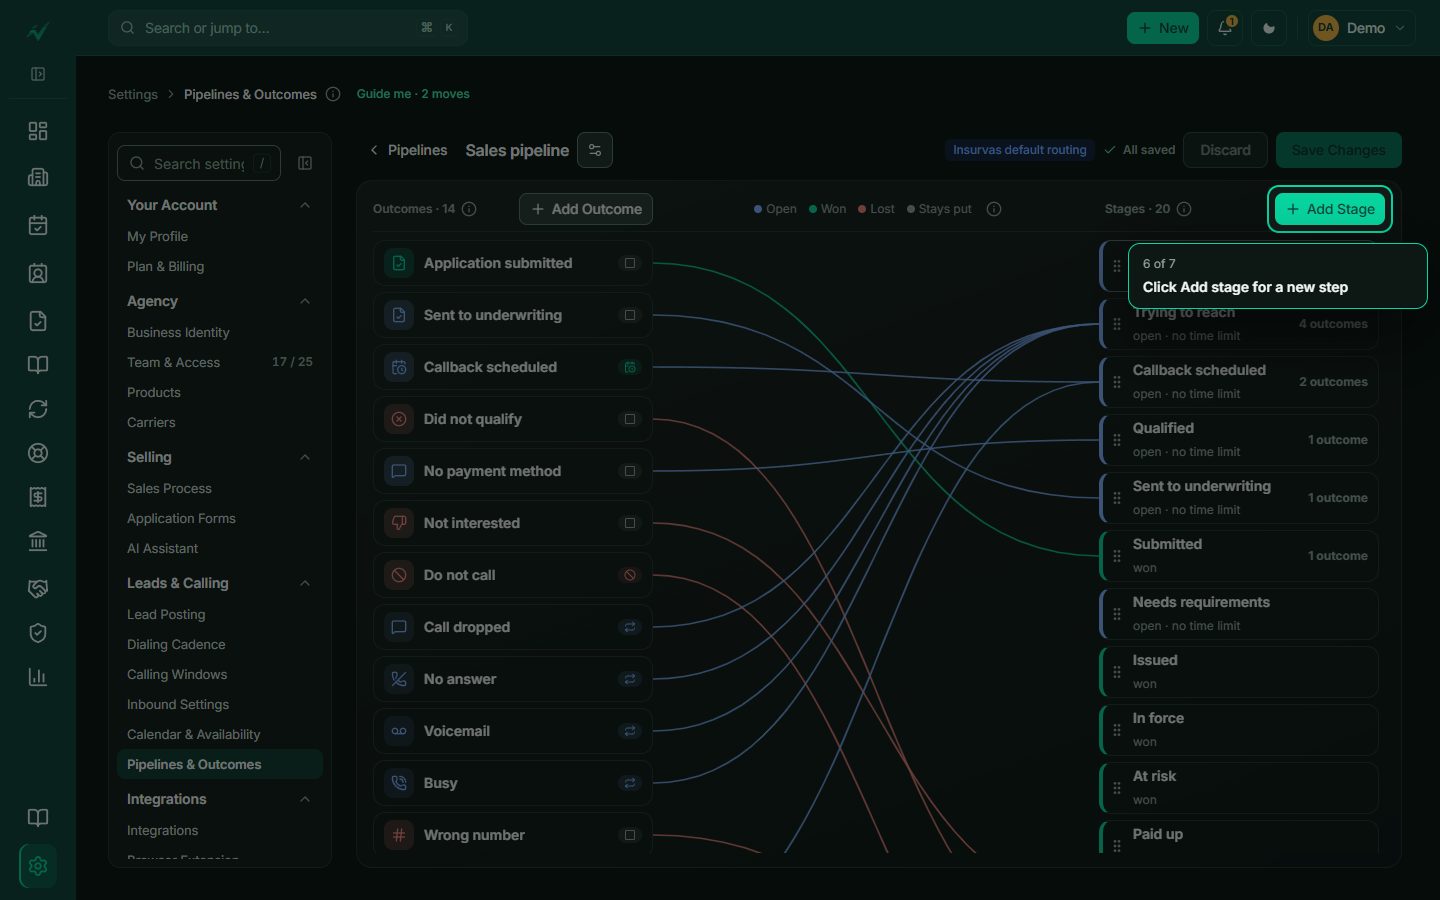 Search or jump to...
⌘ K
New
1
DA
Demo
Settings
Pipelines & Outcomes
Guide me · 2 moves
Search setting
/
Your Account
My Profile
Plan & Billing
Agency
Business Identity
Team & Access 17 / 25
Products
Carriers
Selling
Sales Process
Application Forms
AI Assistant
Leads & Calling
Lead Posting
Dialing Cadence
Calling Windows
Inbound Settings
Calendar & Availability
Pipelines & Outcomes
Integrations
Integrations
Browser Extension
Pipelines
Sales pipeline
Insurvas default routing
All saved
Discard
Save Changes
Outcomes · 14
Add Outcome
Open
Won
Lost
Stays put
Stages · 20
Add Stage
Application submitted
Sent to underwriting
Callback scheduled
Did not qualify
No payment method
Not interested
Do not call
Call dropped
No answer
Voicemail
Busy
Wrong number
6 of 7
Click Add stage for a new step
Trying to reach
open · no time limit
4 outcomes
Callback scheduled
open · no time limit
2 outcomes
Qualified
open · no time limit
1 outcome
Sent to underwriting
open · no time limit
1 outcome
Submitted
won
1 outcome
Needs requirements
open · no time limit
Issued
won
In force
won
At risk
won
Paid up